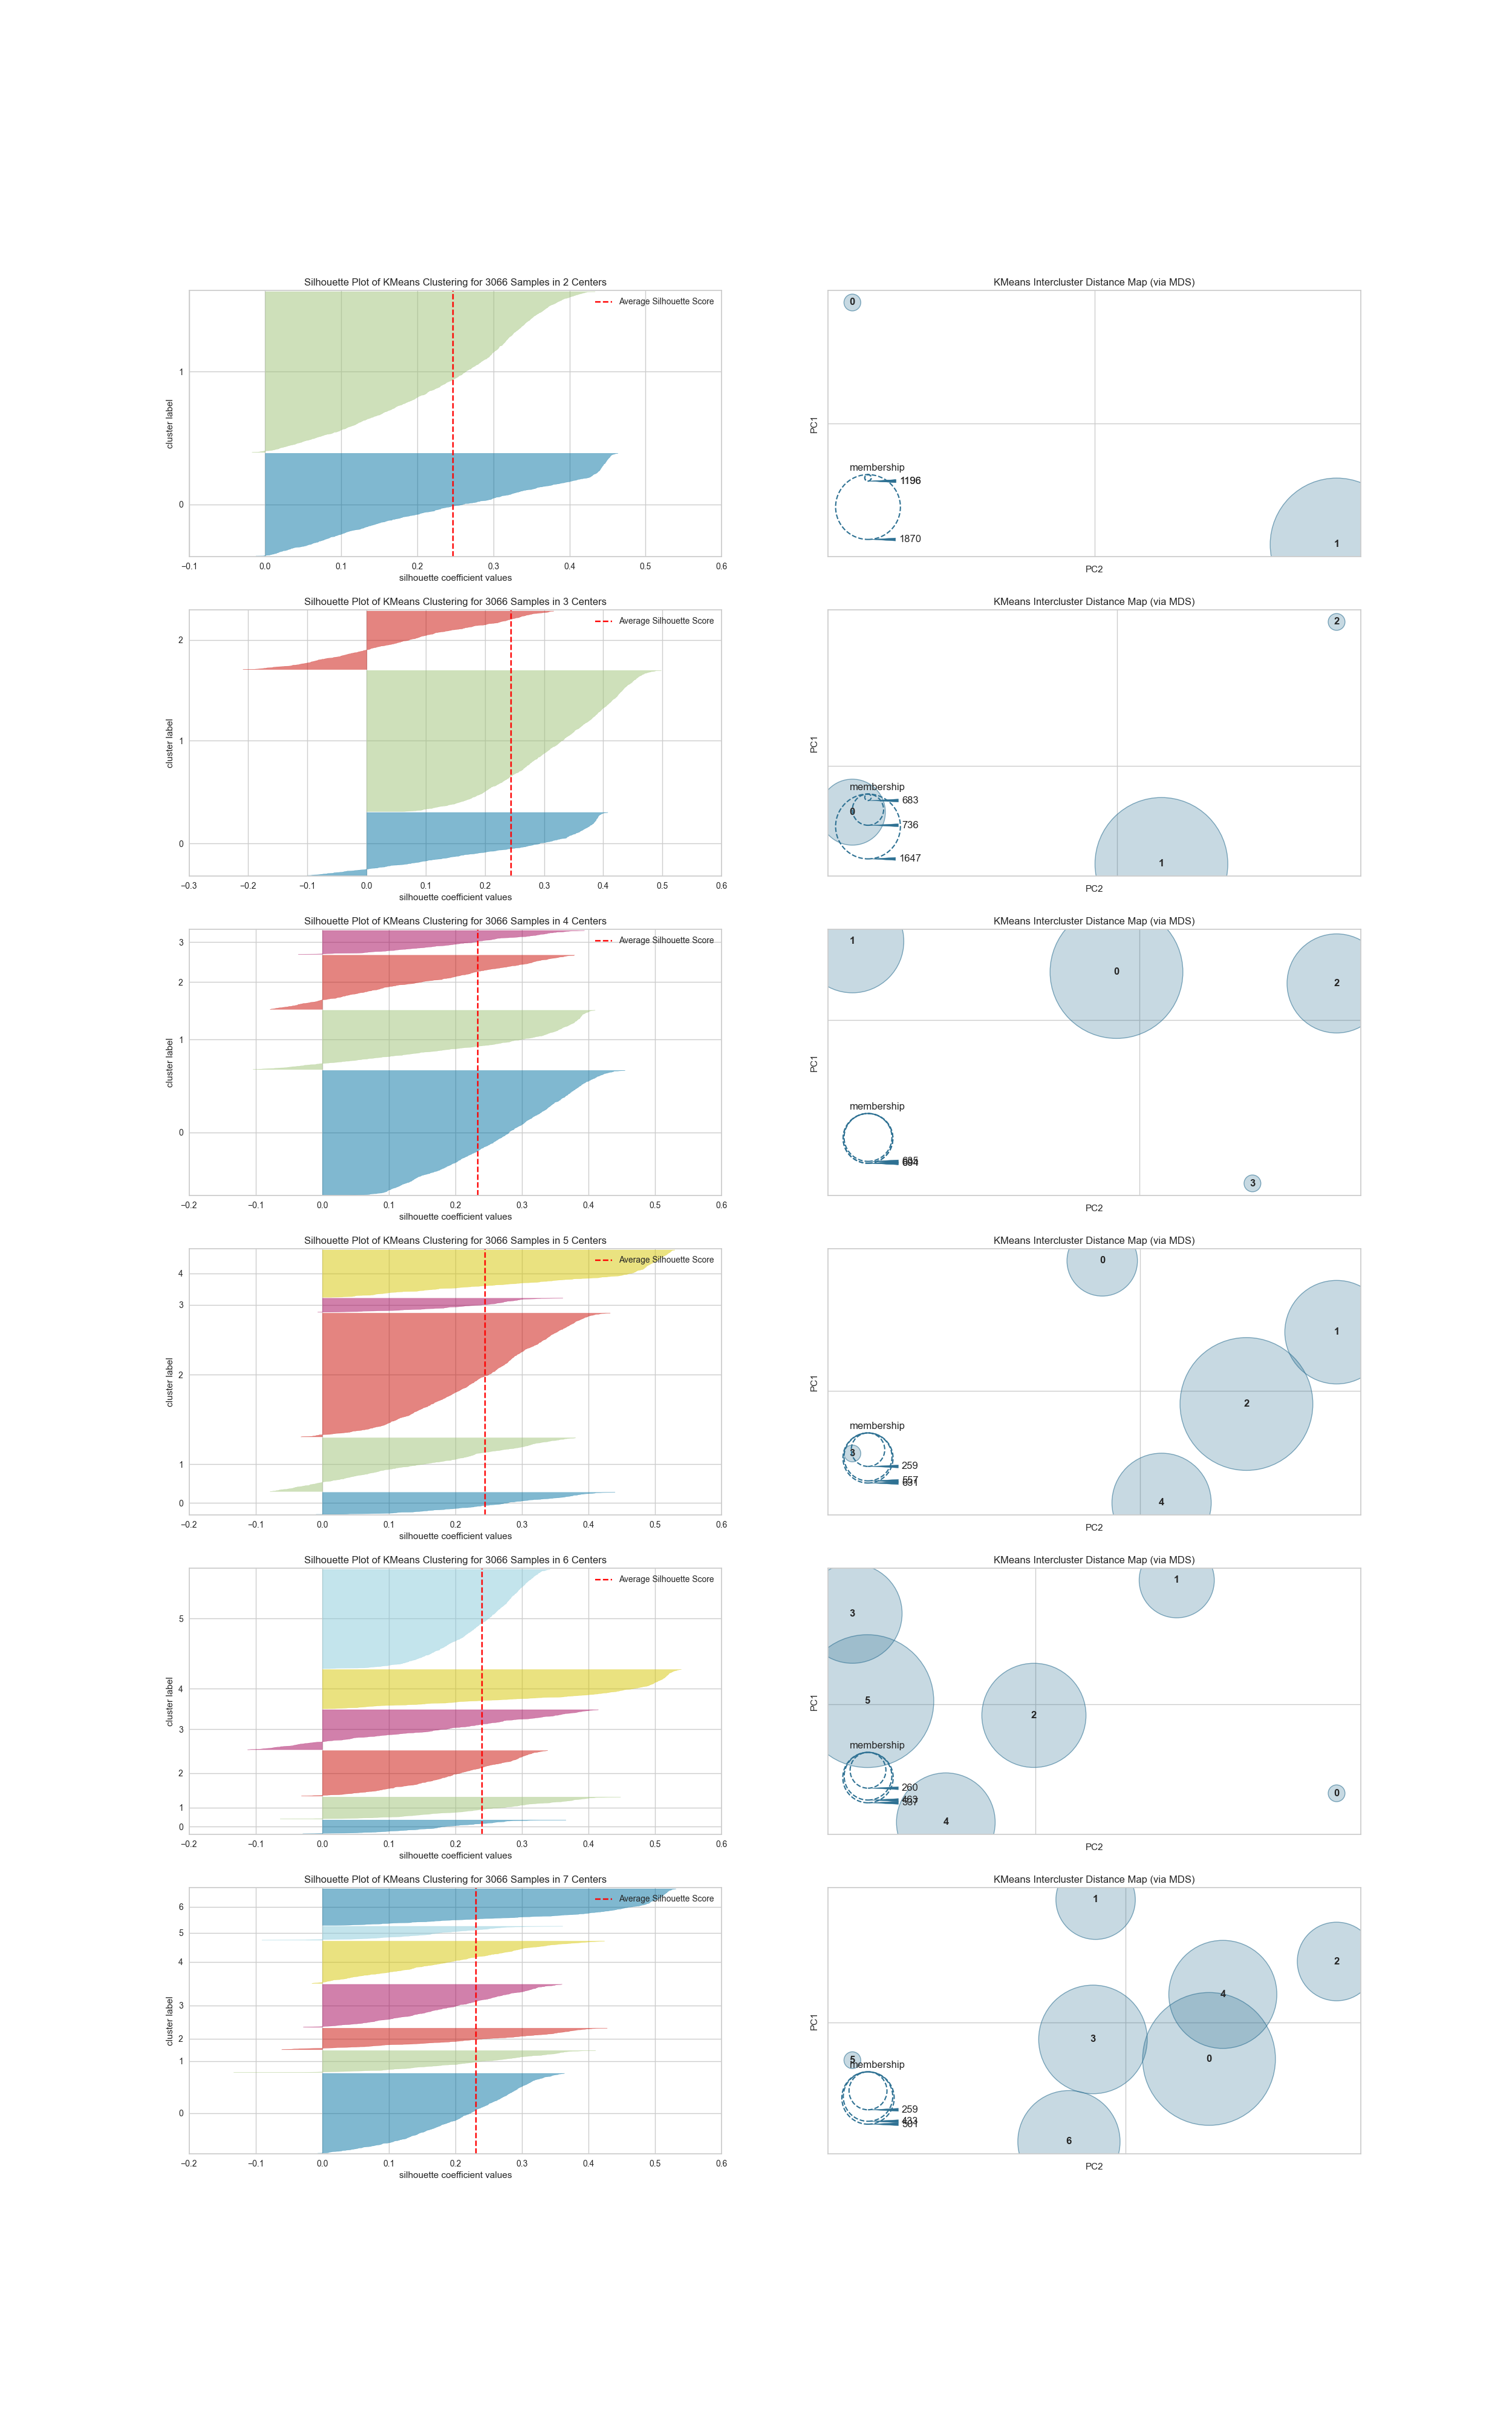 Silhouette Plot of KMeans Clustering for 3066 Samples in 2 Centers
Average Silhouette Score
1
0
cluster label
−0.1 0.0 0.1 0.2 0.3 0.4 0.5 0.6
silhouette coefficient values
KMeans Intercluster Distance Map (via MDS)
0
PC1
membership
1196
1870
1
PC2
Silhouette Plot of KMeans Clustering for 3066 Samples in 3 Centers
Average Silhouette Score
2
1
0
cluster label
−0.3 −0.2 −0.1 0.0 0.1 0.2 0.3 0.4 0.5 0.6
silhouette coefficient values
KMeans Intercluster Distance Map (via MDS)
2
PC1
membership
683
0
736
1647
1
PC2
Silhouette Plot of KMeans Clustering for 3066 Samples in 4 Centers
Average Silhouette Score
3
2
1
0
cluster label
−0.2 −0.1 0.0 0.1 0.2 0.3 0.4 0.5 0.6
silhouette coefficient values
KMeans Intercluster Distance Map (via MDS)
1
0
2
PC1
membership
3
PC2
Silhouette Plot of KMeans Clustering for 3066 Samples in 5 Centers
Average Silhouette Score
4
3
2
1
0
cluster label
−0.2 −0.1 0.0 0.1 0.2 0.3 0.4 0.5 0.6
silhouette coefficient values
KMeans Intercluster Distance Map (via MDS)
0
1
PC1
2
membership
3
259
4
PC2
Silhouette Plot of KMeans Clustering for 3066 Samples in 6 Centers
Average Silhouette Score
5
4
3
2
1
0
cluster label
−0.2 −0.1 0.0 0.1 0.2 0.3 0.4 0.5 0.6
silhouette coefficient values
KMeans Intercluster Distance Map (via MDS)
1
3
5
PC1
2
membership
260
0
4
PC2
Silhouette Plot of KMeans Clustering for 3066 Samples in 7 Centers
Average Silhouette Score
6
5
4
3
2
1
0
cluster label
−0.2 −0.1 0.0 0.1 0.2 0.3 0.4 0.5 0.6
silhouette coefficient values
KMeans Intercluster Distance Map (via MDS)
1
2
4
PC1
3
0
5
membership
259
6
PC2